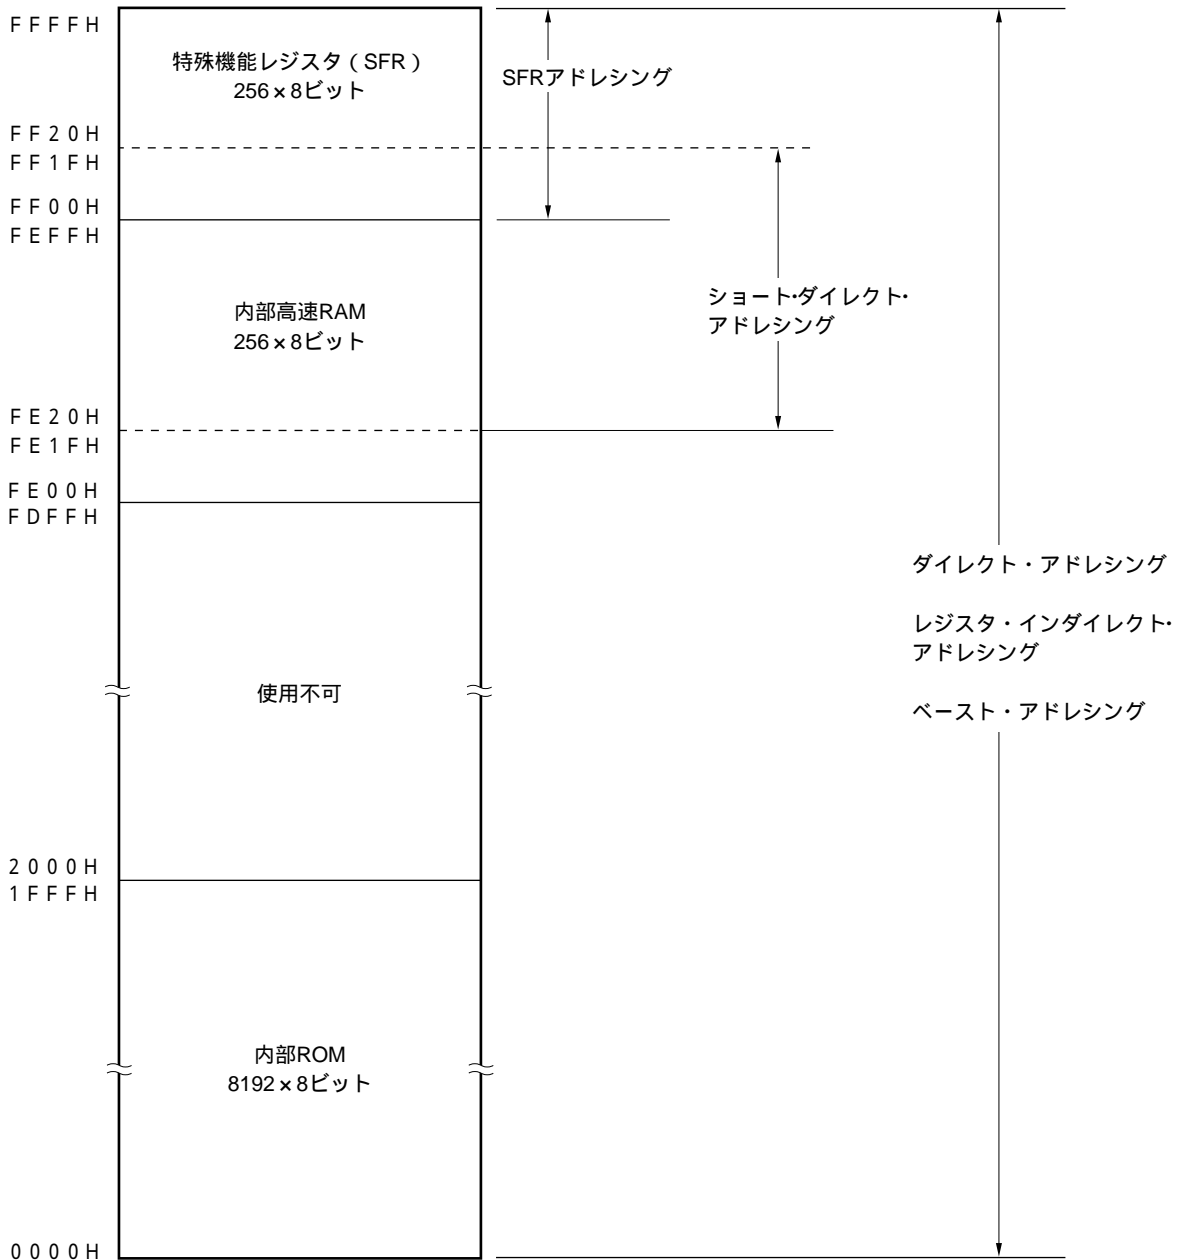 FFFFH
特殊機能レジスタ（SFR）
256×8ビット
SFRアドレシング
FF20H
FF1FH
FF00H
FEFFH
内部高速RAM
256×8ビット
ショート・ダイレクト・
アドレシング
FE20H
FE1FH
FE00H
FDFFH
ダイレクト・アドレシング
レジスタ・インダイレクト・
アドレシング
ベースト・アドレシング
使用不可
2000H
1FFFH
内部ROM
8192×8ビット
0000H